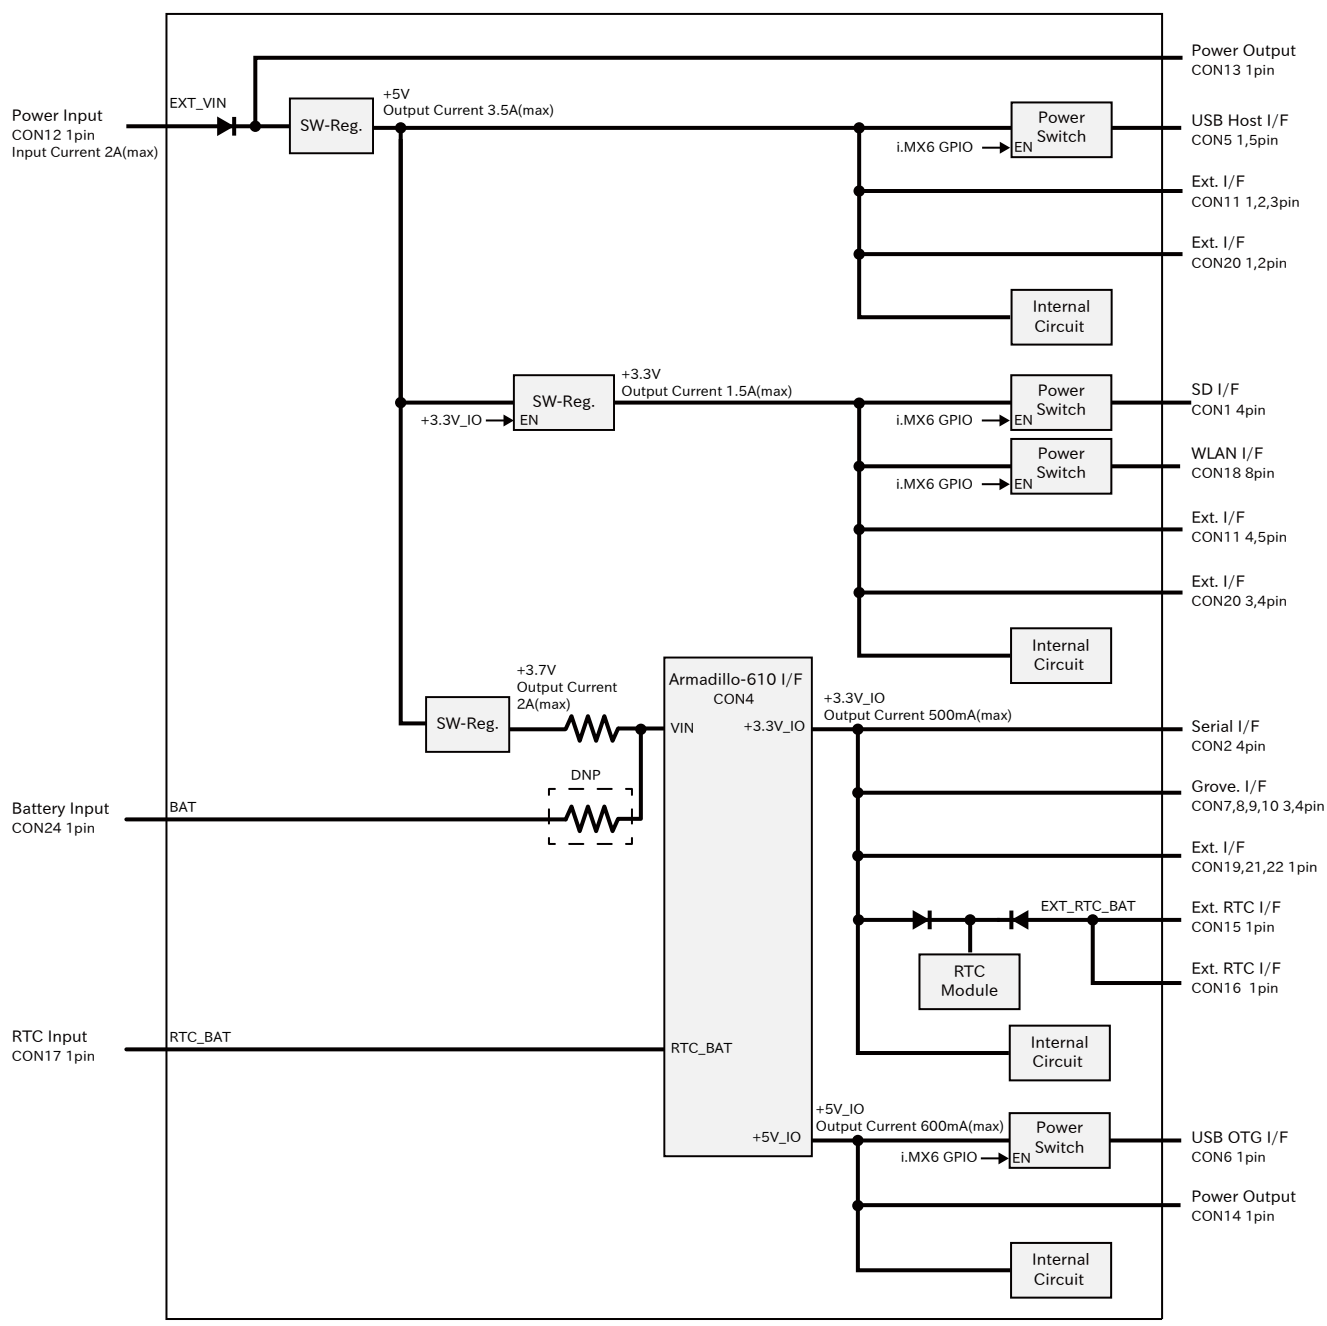 Power Output
CON13 1pin
EXT_VIN
+5V
Output Current 3.5A(max)
Power Input
CON12 1pin
Input Current 2A(max)
SW-Reg.
Power
Switch
i.MX6 GPIO
EN
USB Host I/F
CON5 1,5pin
Ext. I/F
CON11 1,2,3pin
Ext. I/F
CON20 1,2pin
Internal
Circuit
+3.3V
Output Current 1.5A(max)
SW-Reg.
+3.3V_IO
EN
Power
Switch
i.MX6 GPIO
EN
SD I/F
CON1 4pin
Power
Switch
i.MX6 GPIO
EN
WLAN I/F
CON18 8pin
Ext. I/F
CON11 4,5pin
Ext. I/F
CON20 3,4pin
Internal
Circuit
+3.7V
Output Current
2A(max)
SW-Reg.
Armadillo-610 I/F
CON4
VIN
+3.3V_IO
+3.3V_IO
Output Current 500mA(max)
Serial I/F
CON2 4pin
DNP
Battery Input
CON24 1pin
BAT
Grove. I/F
CON7,8,9,10 3,4pin
Ext. I/F
CON19,21,22 1pin
EXT_RTC_BAT
Ext. RTC I/F
CON15 1pin
RTC
Module
Ext. RTC I/F
CON16 1pin
RTC Input
CON17 1pin
RTC_BAT
RTC_BAT
Internal
Circuit
+5V_IO
+5V_IO
Output Current 600mA(max)
Power
Switch
i.MX6 GPIO
EN
USB OTG I/F
CON6 1pin
Power Output
CON14 1pin
Internal
Circuit